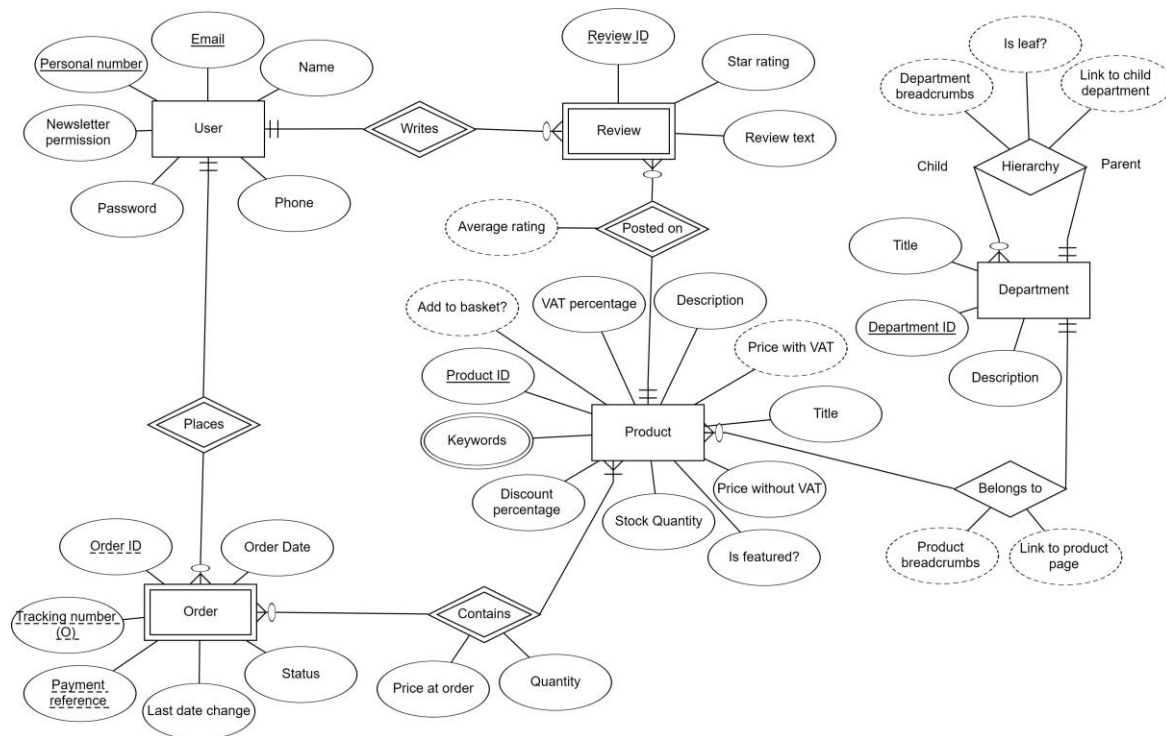 Email
Personal number
Name
Newsletter
permission
User
Password
Phone
Writes
Review ID
Star rating
Review
Review text
Is leaf?
Department
breadcrumbs
Link to child
department
Child
Hierarchy
Parent
Average rating
Posted on
Title
Department
Department ID
Description
Add to basket?
VAT percentage
Description
Price with VAT
Product ID
Title
Keywords
Product
Discount
percentage
Stock Quantity
Price without VAT
Is featured?
Belongs to
Product
breadcrumbs
Link to product
page
Places
Order ID
Order Date
Tracking number
(O)
Order
Payment
reference
Last date change
Status
Contains
Price at order
Quantity